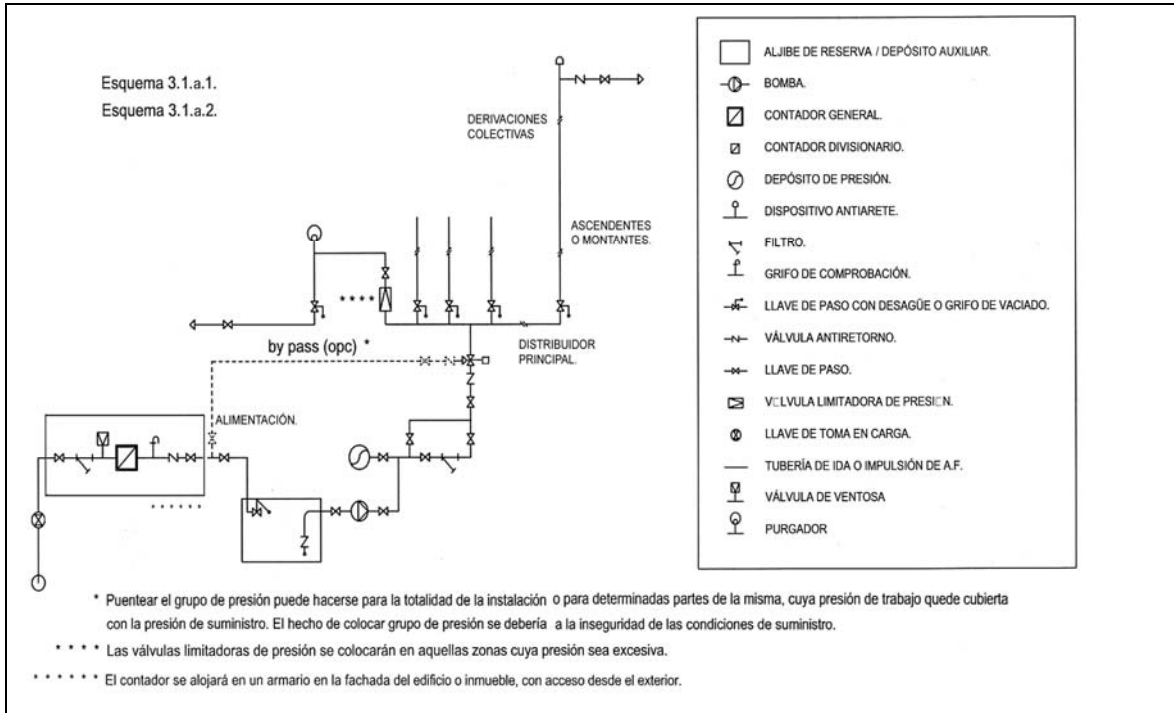 Esquema 3.1.a.1.
Esquema 3.1.a.2.
DERIVACIONES
COLECTIVAS
ASCENDENTES
O MONTANTES.
* * * *
by pass (opc) *
DISTRIBUIDOR
PRINCIPAL.
ALIMENTACIÓN.
* * * * * *
ALJIBE DE RESERVA / DEPÓSITO AUXILIAR.
BOMBA.
CONTADOR GENERAL.
CONTADOR DIVISIONARIO.
DEPÓSITO DE PRESIÓN.
DISPOSITIVO ANTIARETE.
FILTRO.
GRIFO DE COMPROBACIÓN.
LLAVE DE PASO CON DESAGÜE O GRIFO DE VACIADO.
VÁLVULA ANTIRETORNO.
LLAVE DE PASO.
V□LVULA LIMITADORA DE PRESI□N.
LLAVE DE TOMA EN CARGA.
TUBERÍA DE IDA O IMPULSIÓN DE A.F.
VÁLVULA DE VENTOSA
PURGADOR
* Puentear el grupo de presión puede hacerse para la totalidad de la instalación o para determinadas partes de la misma, cuya presión de trabajo quede cubierta
con la presión de suministro. El hecho de colocar grupo de presión se debería a la inseguridad de las condiciones de suministro.
* * * * Las válvulas limitadoras de presión se colocarán en aquellas zonas cuya presión sea excesiva.
* * * * * * El contador se alojará en un armario en la fachada del edificio o inmueble, con acceso desde el exterior.